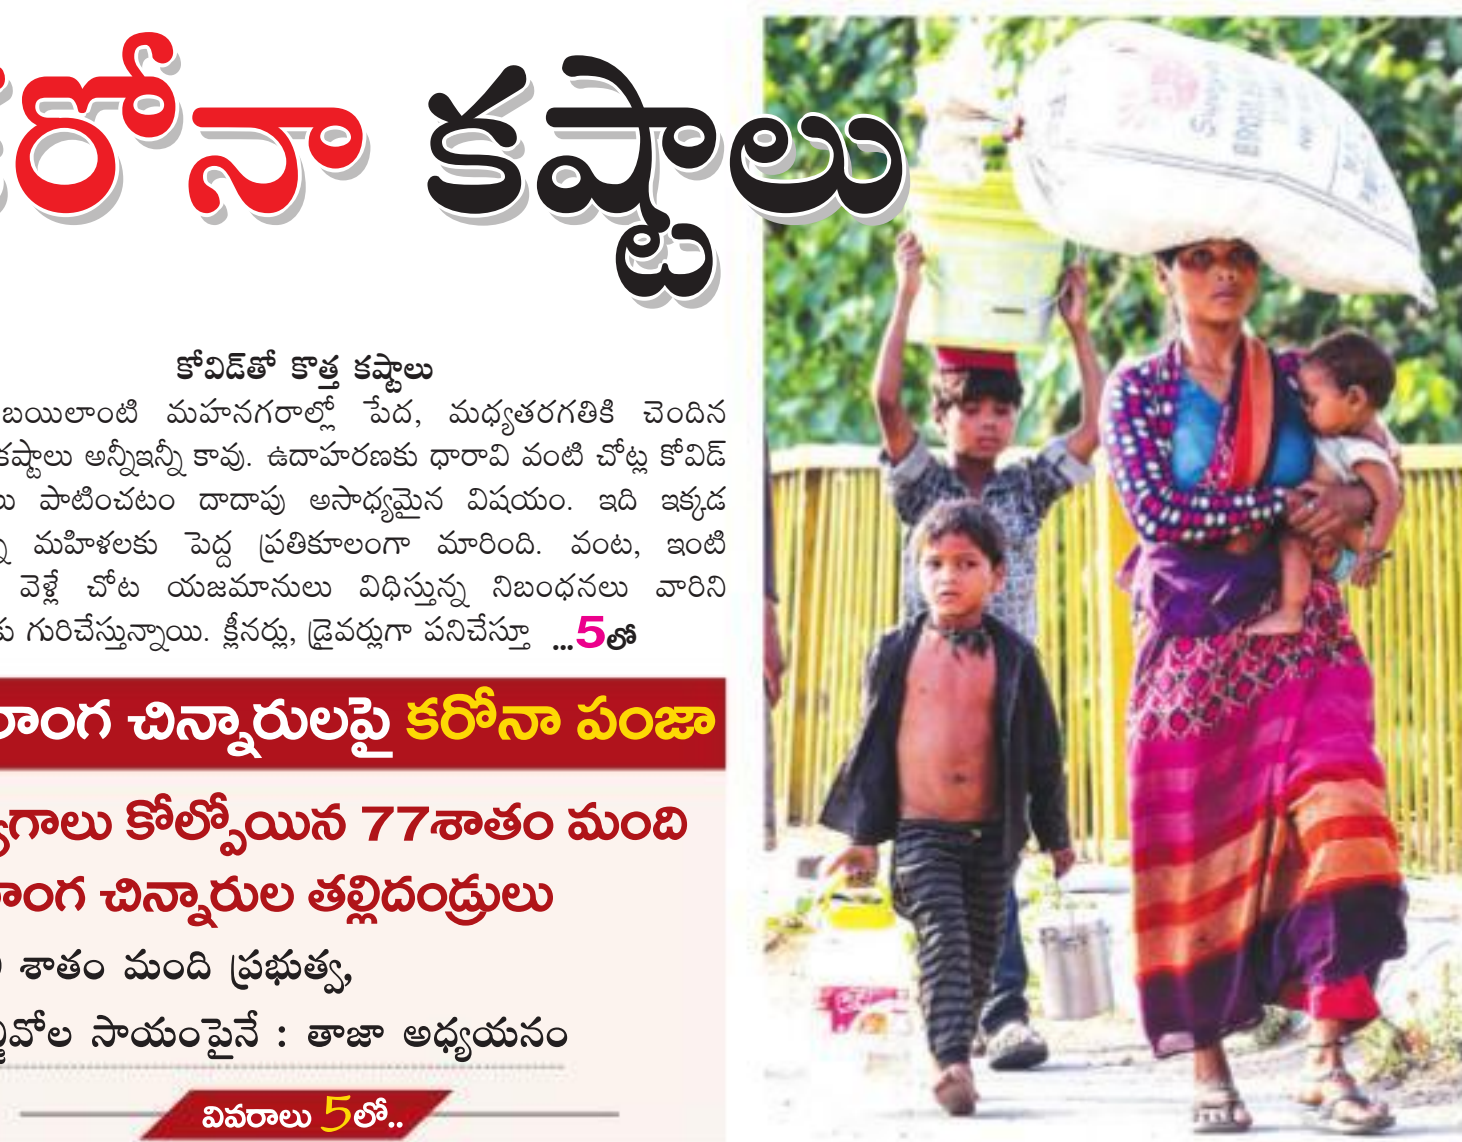 కరోనా కష్టాలు
కోవిడ్‌తో కొత్త కష్టాలు
బయిలాంటి మహనగరాల్లో పేద, మధ్యతరగతికి చెందిన
కష్టాలు అన్నీఇన్నీ కావు. ఉదాహరణకు ధారావి వంటి చోట్ల కోవిడ్
లు పాటించటం దాదాపు అసాధ్యమైన విషయం. ఇది ఇక్కడ
న్న మహిళలకు పెద్ద ప్రతికూలంగా మారింది. వంట, ఇంటి
వెళ్లే చోట యజమానులు విధిస్తున్న నిబంధనలు వారిని
కు గురిచేస్తున్నాయి. క్లీనర్లు, డ్రైవర్లుగా పనిచేస్తూ ...5లో
రాంగ చిన్నారులపై కరోనా పంజా
్యోగాలు కోల్పోయిన 77శాతం మంది
రాంగ చిన్నారుల తల్లిదండ్రులు
శాతం మంది ప్రభుత్వ,
న్జీవోల సాయంపైనే : తాజా అధ్యయనం
వివరాలు 5లో..